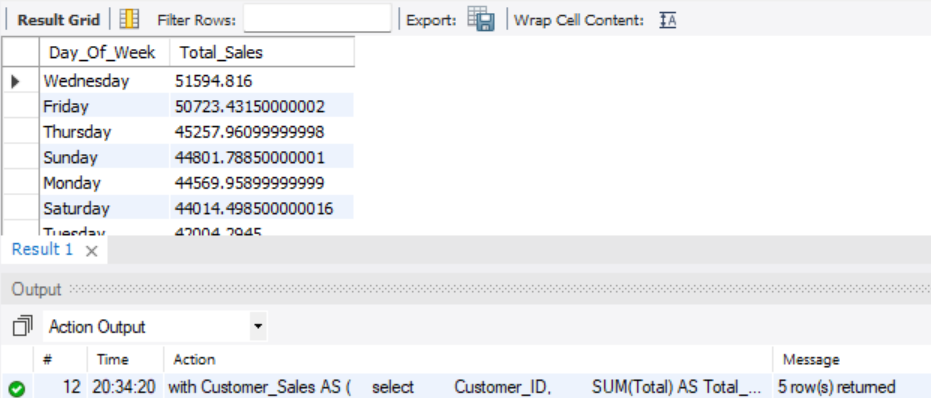 Result Grid Filter Rows: Export: Wrap Cell Content:
Day_Of_Week Total_Sales
Wednesday 51594.816
Friday 50723.43150000002
Thursday 45257.96099999998
Sunday 44801.78850000001
Monday 44569.95899999999
Saturday 44014.498500000016
Tuesday 42004.2945
Result 1
Output
Action Output
# Time Action Message
12 20:34:20 with Customer_Sales AS ( select Customer_ID, SUM(Total) AS Total_... 5 row(s) returned